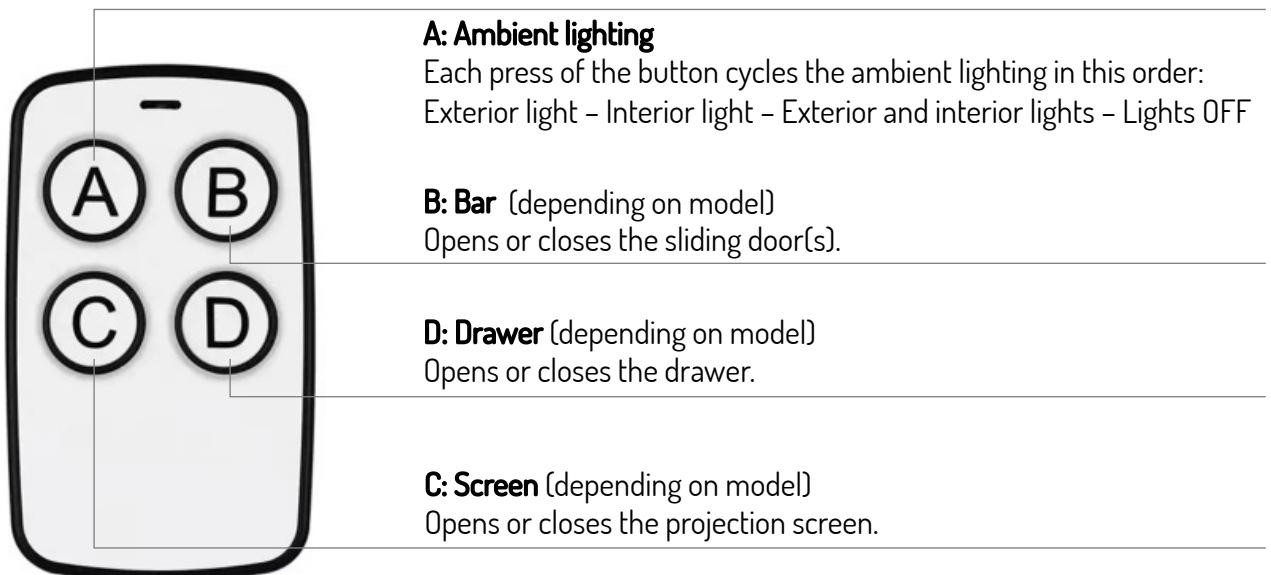 A: Ambient lighting
Each press of the button cycles the ambient lighting in this order:
Exterior light – Interior light – Exterior and interior lights – Lights OFF
A B
B: Bar (depending on model)
Opens or closes the sliding door(s).
C D
D: Drawer (depending on model)
Opens or closes the drawer.
C: Screen (depending on model)
Opens or closes the projection screen.